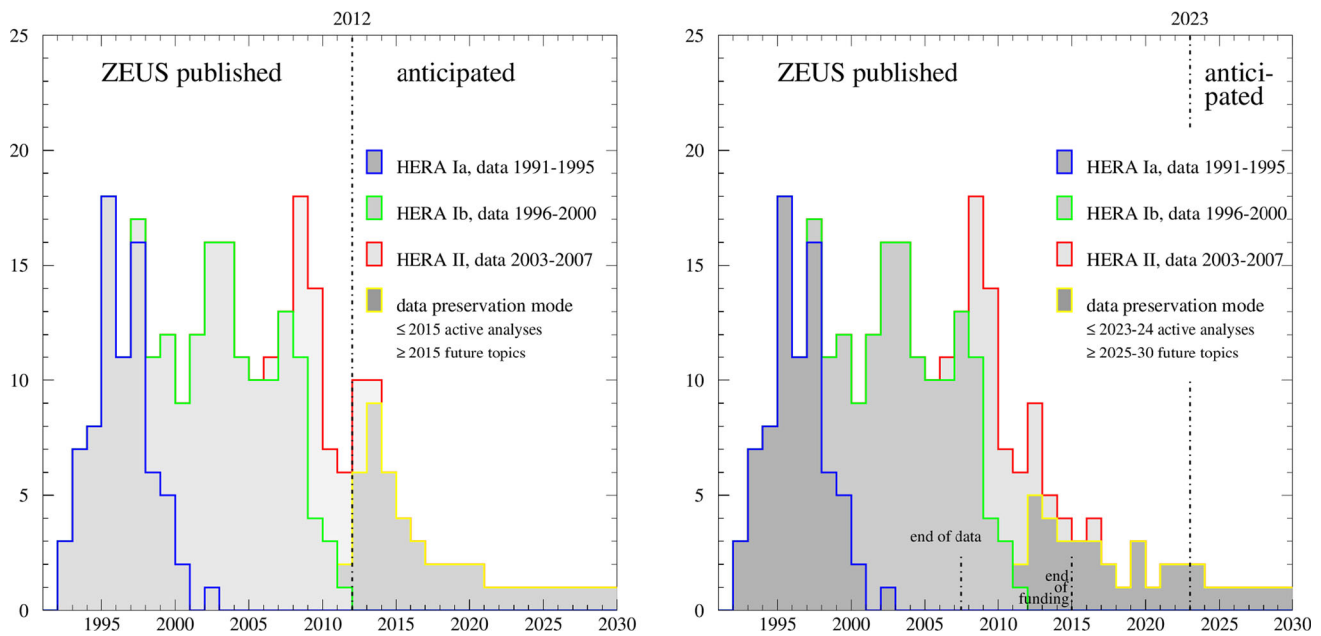 2012
25
20
15
10
5
0
ZEUS published
anticipated
HERA Ia, data 1991-1995
HERA Ib, data 1996-2000
HERA II, data 2003-2007
data preservation mode
≤ 2015 active analyses
≥ 2015 future topics
1995 2000 2005 2010 2015 2020 2025 2030
2023
25
20
15
10
5
0
ZEUS published
antici-
pated
HERA Ia, data 1991-1995
HERA Ib, data 1996-2000
HERA II, data 2003-2007
data preservation mode
≤ 2023-24 active analyses
≥ 2025-30 future topics
end of data
end
of
funding
1995 2000 2005 2010 2015 2020 2025 2030